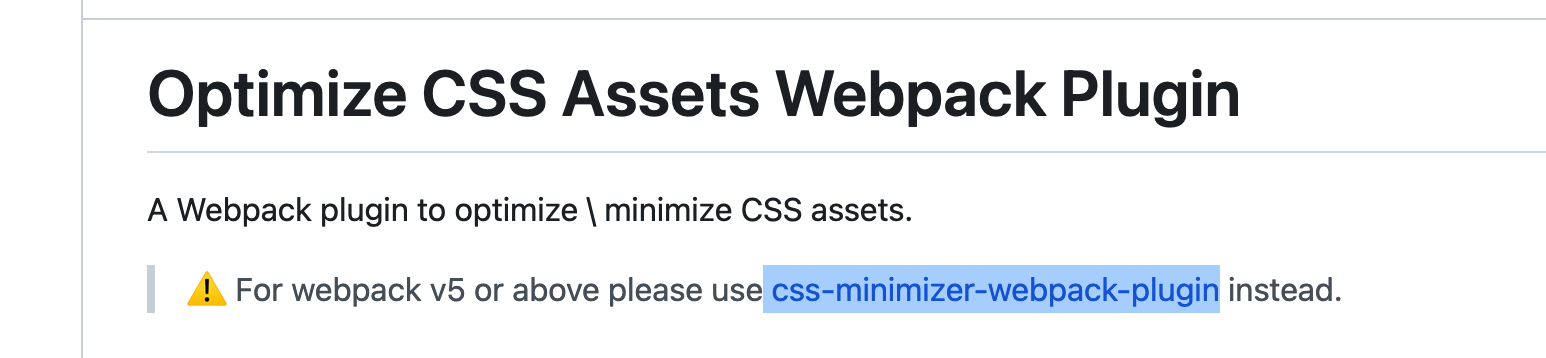 Optimize CSS Assets Webpack Plugin
A Webpack plugin to optimize \ minimize CSS assets.
⚠️ For webpack v5 or above please use css-minimizer-webpack-plugin instead.